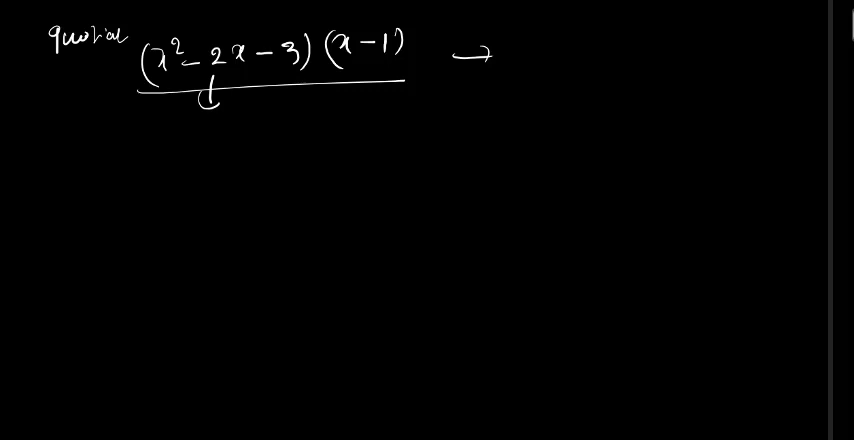 (x² - 2x - 3) (x - 1) →